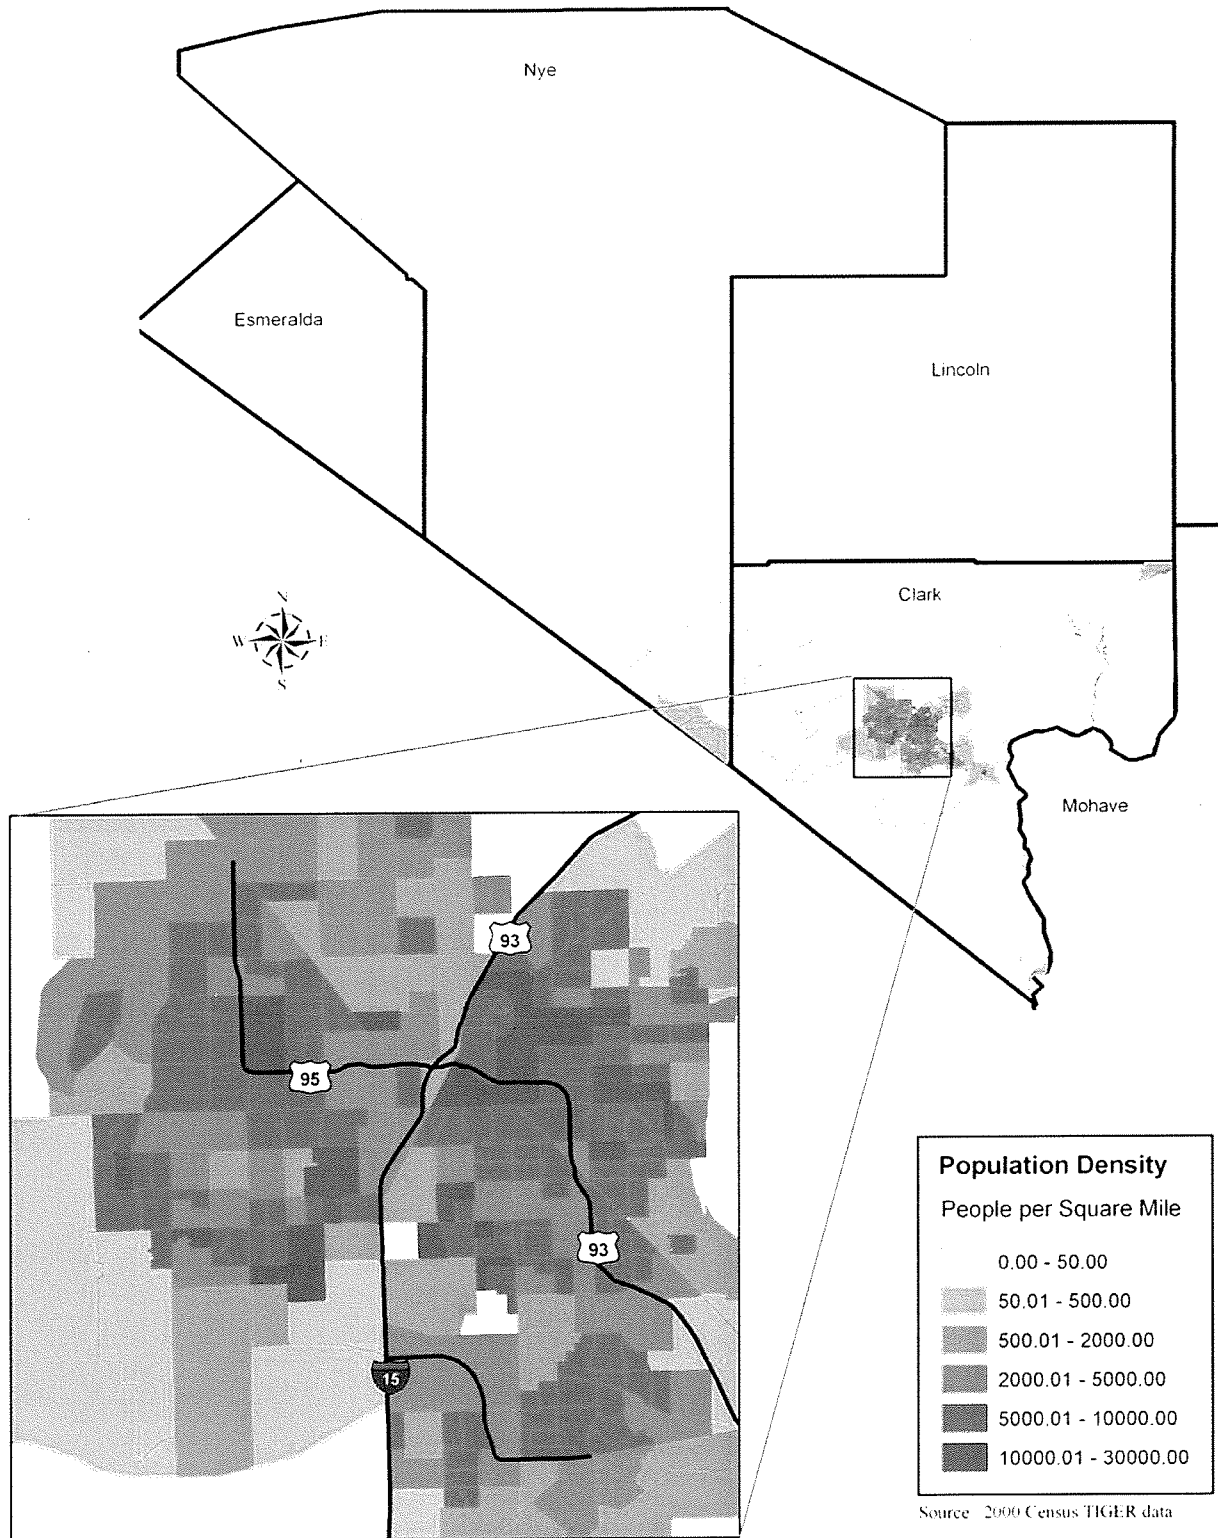 Nye
Esmeralda
Lincoln
Clark
N
W E
S
Mohave
93
95
93
15
Population Density
People per Square Mile
0.00 - 50.00
50.01 - 500.00
500.01 - 2000.00
2000.01 - 5000.00
5000.01 - 10000.00
10000.01 - 30000.00
Source 2000 Census TIGER data